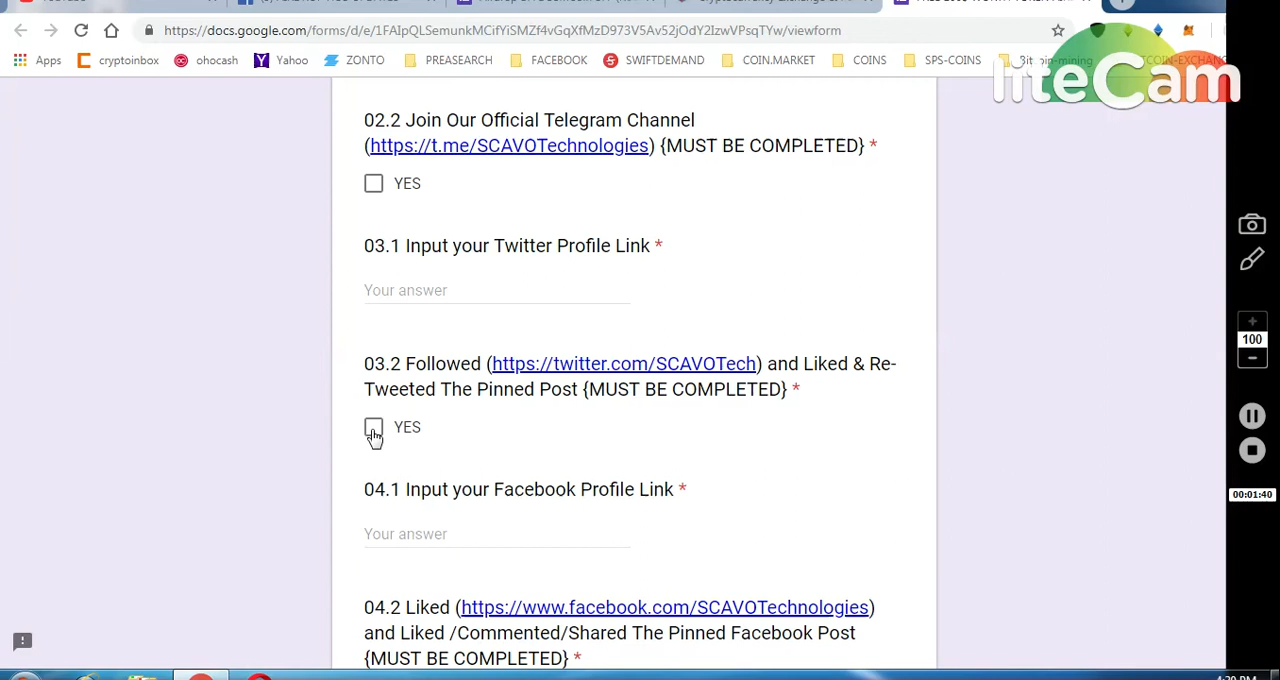 https://docs.google.com/forms/d/e/1FAIpQLSemunkMCifYiSMZf4vGqXfMzD973V5Av52jOdY2IzwVPsqTYw/viewform
Apps cryptoinbox ohocash Yahoo ZONTO PREASEARCH FACEBOOK SWIFTDEMAND COIN.MARKET COINS SPS-COINS
liteCam
02.2 Join Our Official Telegram Channel
(https://t.me/SCAVOTechnologies) {MUST BE COMPLETED} *
YES
03.1 Input your Twitter Profile Link *
Your answer
03.2 Followed (https://twitter.com/SCAVOTech) and Liked & Re-
Tweeted The Pinned Post {MUST BE COMPLETED} *
YES
04.1 Input your Facebook Profile Link *
Your answer
04.2 Liked (https://www.facebook.com/SCAVOTechnologies)
and Liked /Commented/Shared The Pinned Facebook Post
{MUST BE COMPLETED} *
100
00:01:40